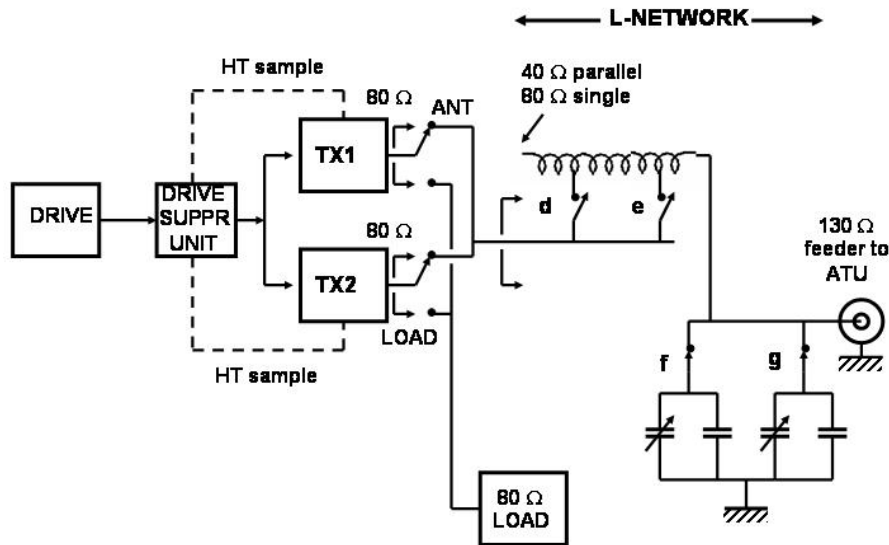 L-NETWORK
HT sample
40 Ω parallel
80 Ω single
80 Ω
ANT
TX1
DRIVE
DRIVE
SUPPR
UNIT
d
e
130 Ω
feeder to
ATU
80 Ω
TX2
LOAD
HT sample
f
g
80 Ω
LOAD